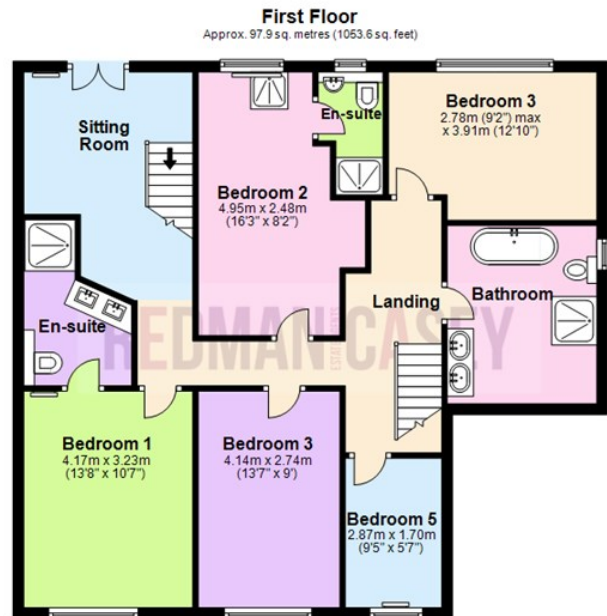 First Floor
Approx. 97.9 sq. metres (1053.6 sq. feet)
Sitting
Room
En-suite
Bedroom 3
2.78m (9'2") max
x 3.91m (12'10")
Bedroom 2
4.95m x 2.48m
(16'3" x 8'2")
Landing
Bathroom
En-suite
REDMAN CASEY
ESTATE AGENTS
Bedroom 1
4.17m x 3.23m
(13'8" x 10'7")
Bedroom 3
4.14m x 2.74m
(13'7" x 9')
Bedroom 5
2.87m x 1.70m
(9'5" x 5'7")